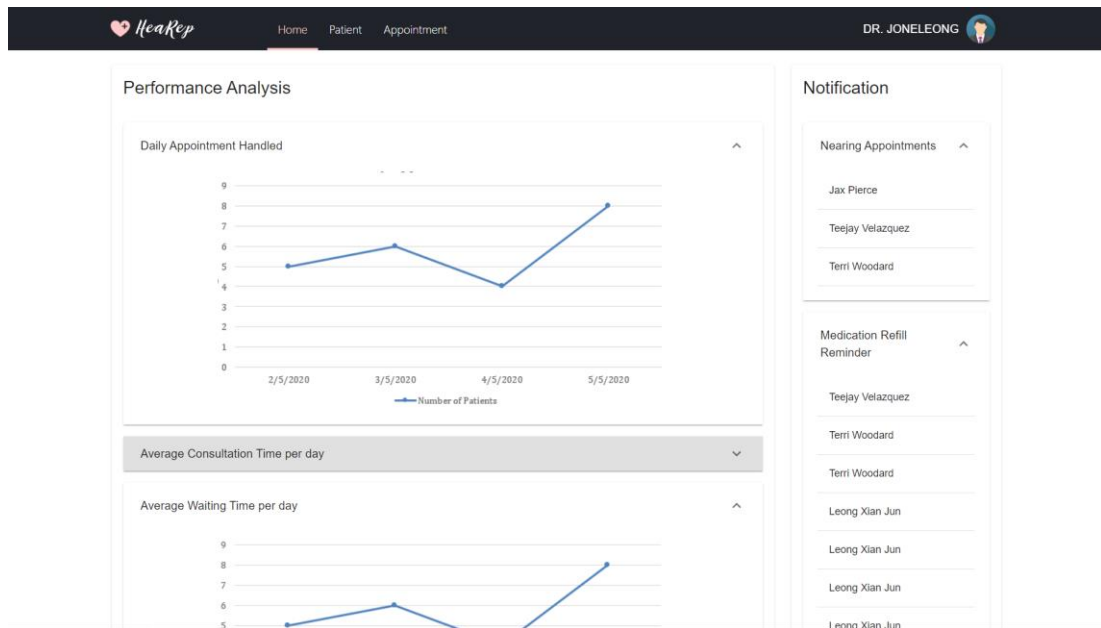 HeaRep
Home Patient Appointment
DR. JONELEONG
Performance Analysis
Daily Appointment Handled
9
8
7
6
5
4
3
2
1
0
2/5/2020 3/5/2020 4/5/2020 5/5/2020
Number of Patients
Average Consultation Time per day
Average Waiting Time per day
9
8
7
6
5
Notification
Nearing Appointments
Jax Pierce
Teejay Velazquez
Terri Woodard
Medication Refill
Reminder
Teejay Velazquez
Terri Woodard
Terri Woodard
Leong Xian Jun
Leong Xian Jun
Leong Xian Jun
Leong Xian Jun